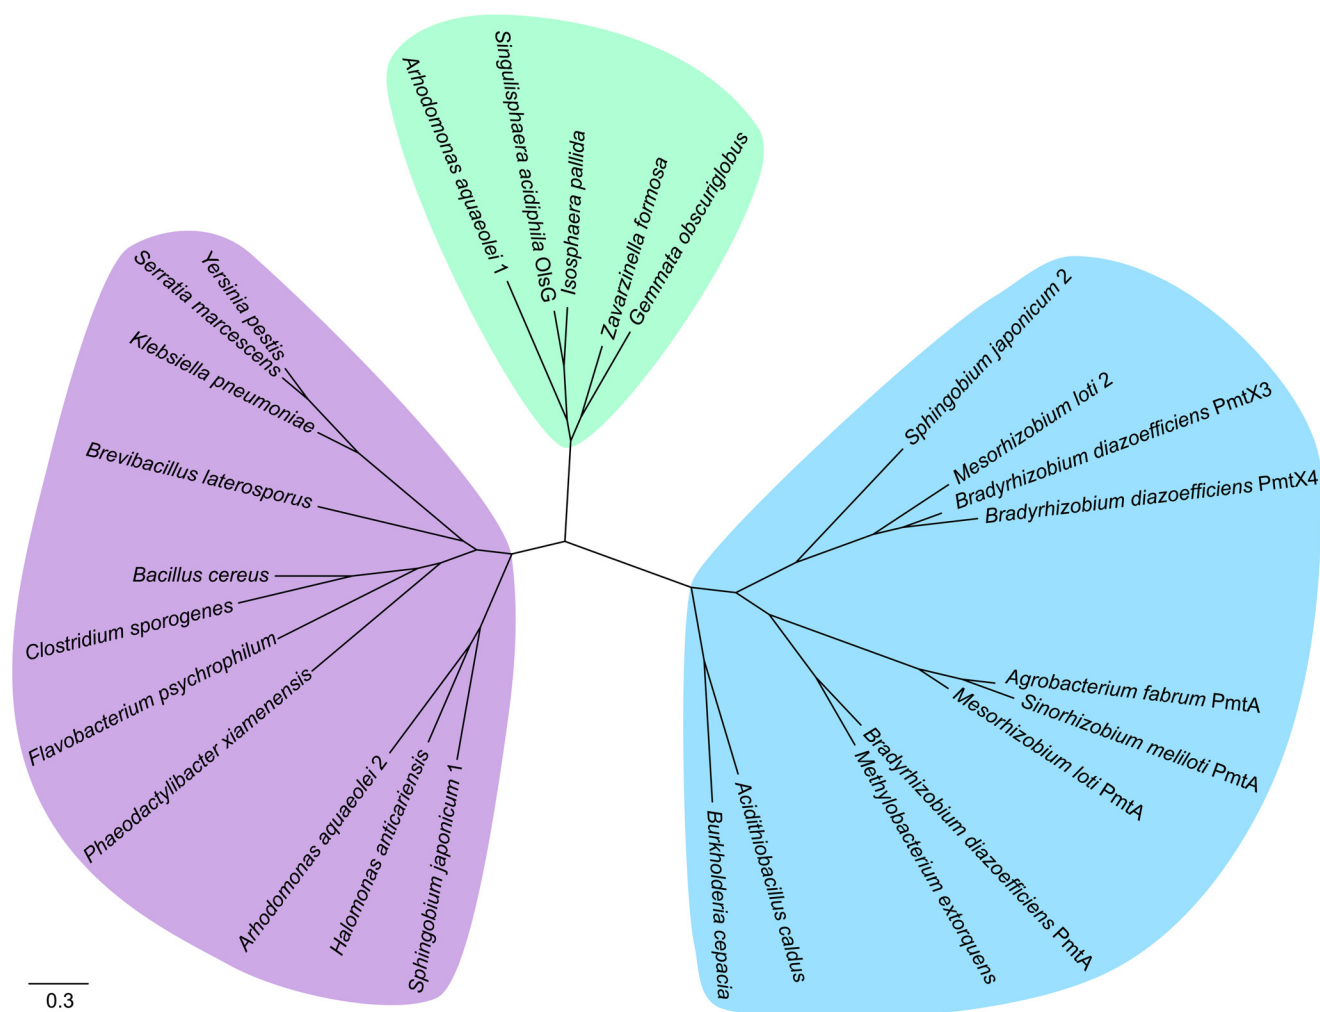 Arhodomonas aquaeolei 1
Singulisphaera acidiphila OlsG
Isosphaera pallida
Zavarzinella formosa
Gemmata obscuriglobus
Yersinia pestis
Serratia marcescens
Klebsiella pneumoniae
Brevibacillus laterosporus
Bacillus cereus
Clostridium sporogenes
Flavobacterium psychrophilum
Phaeodactylibacter xiamenensis
Arhodomonas aquaeolei 2
Halomonas anticariensis
Sphingobium japonicum 1
Sphingobium japonicum 2
Mesorhizobium loti 2
Bradyrhizobium diazoefficiens PmtX3
Bradyrhizobium diazoefficiens PmtX4
Agrobacterium fabrum PmtA
Sinorhizobium meliloti PmtA
Mesorhizobium loti PmtA
Bradyrhizobium diazoefficiens PmtA
Methylobacterium extorquens
Acidithiobacillus caldus
Burkholderia cepacia
0.3